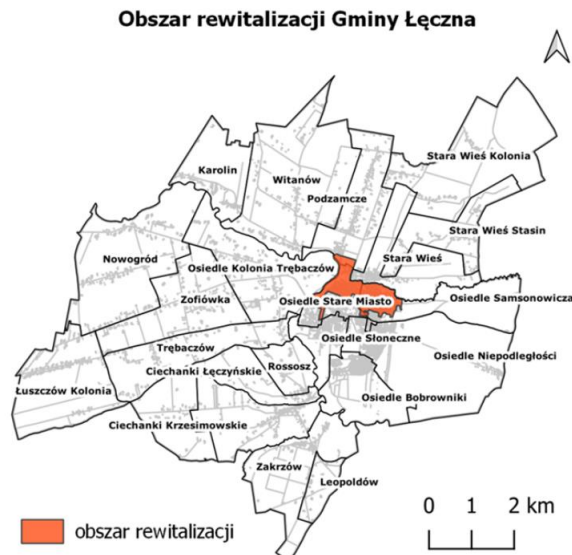 Obszar rewitalizacji Gminy Łęczna
Stara Wieś Kolonia
Karolin
Witanów
Podzamcze
Stara Wieś Stasin
Nowogród
Stara Wieś
Osiedle Kolonia Trębaczów
Zofiówka
Osiedle Stare Miasto
Osiedle Samsonowicza
Osiedle Słoneczne
Trębaczów
Osiedle Niepodległości
Ciechanki Łęczyńskie
Rossosz
Łuszczów Kolonia
Osiedle Bobrowniki
Ciechanki Krzesimowskie
Zakrzów
Leopoldów
0 1 2 km
obszar rewitalizacji